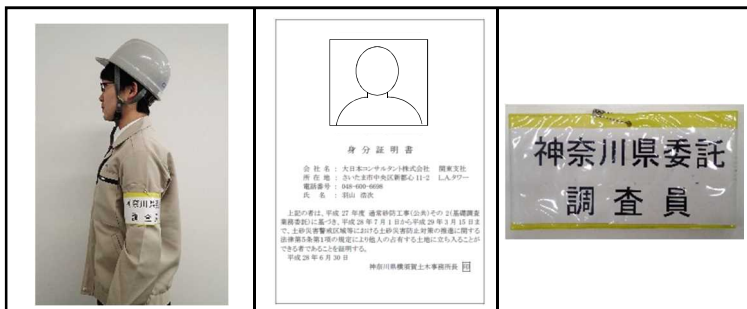 神奈川県委託
調査員
身分証明書
会社名：大日本コンサルタント株式会社　関東支社
所在地：さいたま市中央区新都心11-2　L.A.タワー
電話番号：048-600-6698
氏名：羽山　浩次
上記の者は、平成27年度 通常砂防工事(公共)その2(基礎調査
業務委託)に基づき、平成28年7月1日から平成29年3月15日ま
で、土砂災害警戒区域等における土砂災害防止対策の推進に関する
法律第5条第1項の規定により他人の占有する土地に立ち入ることが
できる者であることを証明する。
平成28年6月30日
神奈川県横須賀土木事務所長　印
神奈川県委託
調査員